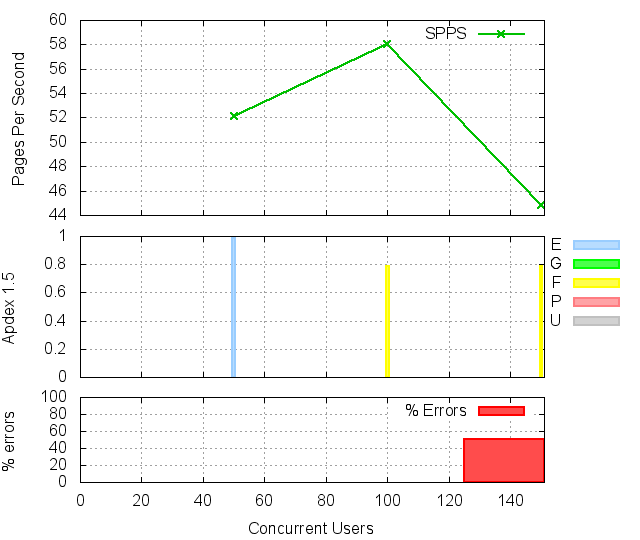 Pages Per Second
60
58
56
54
52
50
48
46
44
SPPS
Apdex 1.5
1
0.8
0.6
0.4
0.2
0
E
G
F
P
U
% errors
100
80
60
40
20
0
% Errors
0 20 40 60 80 100 120 140
Concurrent Users